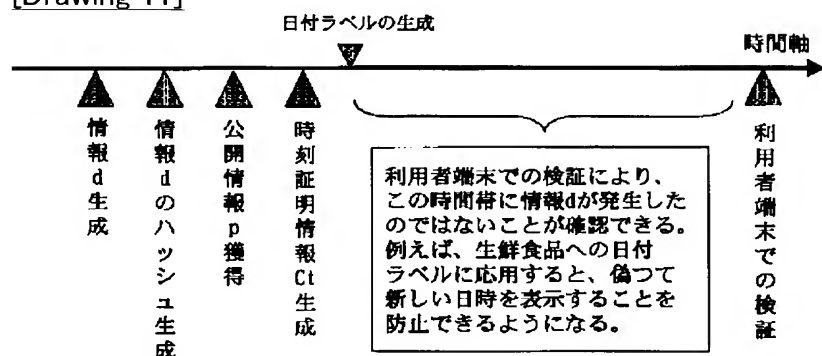 [Drawing 11]
日付ラベルの生成
時間軸
情報d生成
情報dのハッシュ生成
公開情報p獲得
時刻証明情報Ct生成
利用者端末での検証により、
この時間帯に情報dが発生した
のではないことが確認できる。
例えば、生鮮食品への日付
ラベルに応用すると、偽つて
新しい日時を表示することを
防止できるようになる。
利用者端末での検証